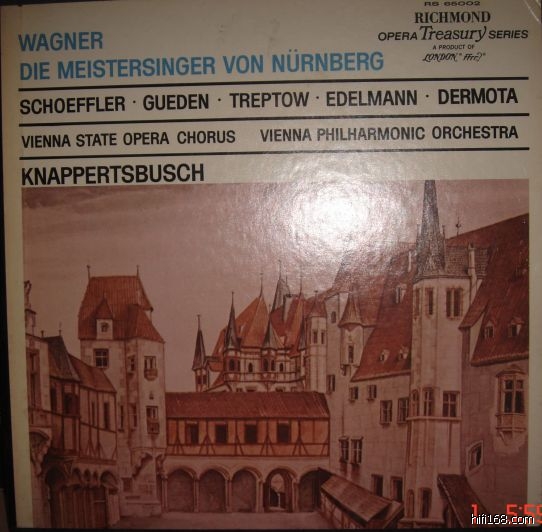 RS 65002
RICHMOND
OPERA Treasury SERIES
A PRODUCT OF
LONDON, "ffrr"
WAGNER
DIE MEISTERSINGER VON NÜRNBERG
SCHOEFFLER · GUEDEN · TREPTOW · EDELMANN · DERMOTA
VIENNA STATE OPERA CHORUS VIENNA PHILHARMONIC ORCHESTRA
KNAPPERTSBUSCH
hifi168.com